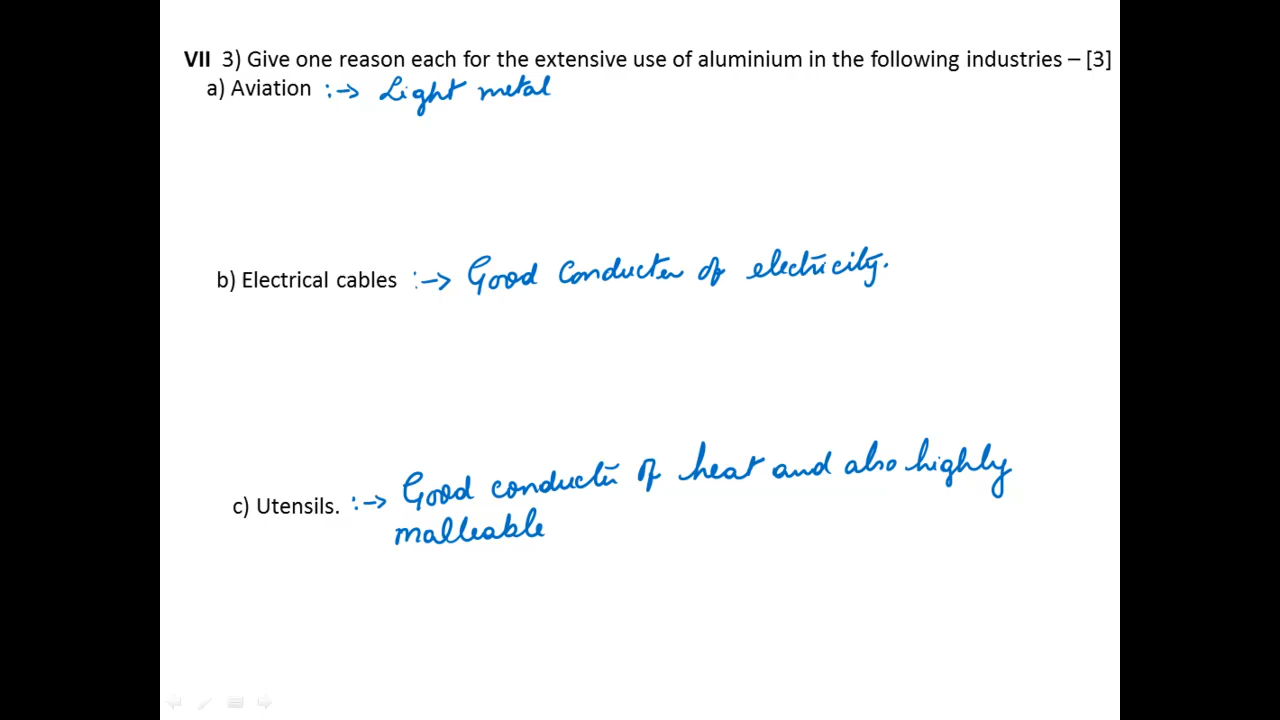 VII 3) Give one reason each for the extensive use of aluminium in the following industries – [3]
a) Aviation :→ Light metal
b) Electrical cables :→ Good Conducter of electricity.
c) Utensils. :→ Good conducter of heat and also highly
malleable